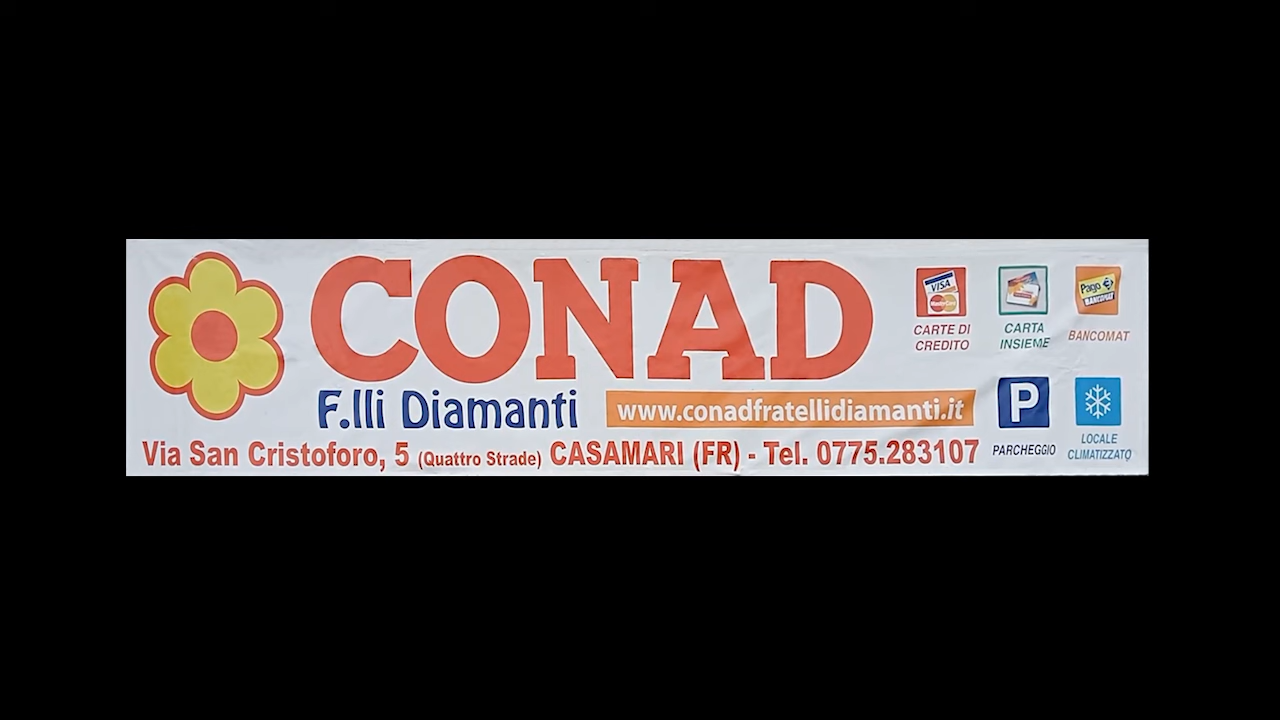 CONAD
F.lli Diamanti
www.conadfratellidiamanti.it
Via San Cristoforo, 5 (Quattro Strade) CASAMARI (FR) - Tel. 0775.283107
VISA
MasterCard
CARTE DI
CREDITO
CARTA
INSIEME
Pago
BANCOMAT
BANCOMAT
P
PARCHEGGIO
LOCALE
CLIMATIZZATO